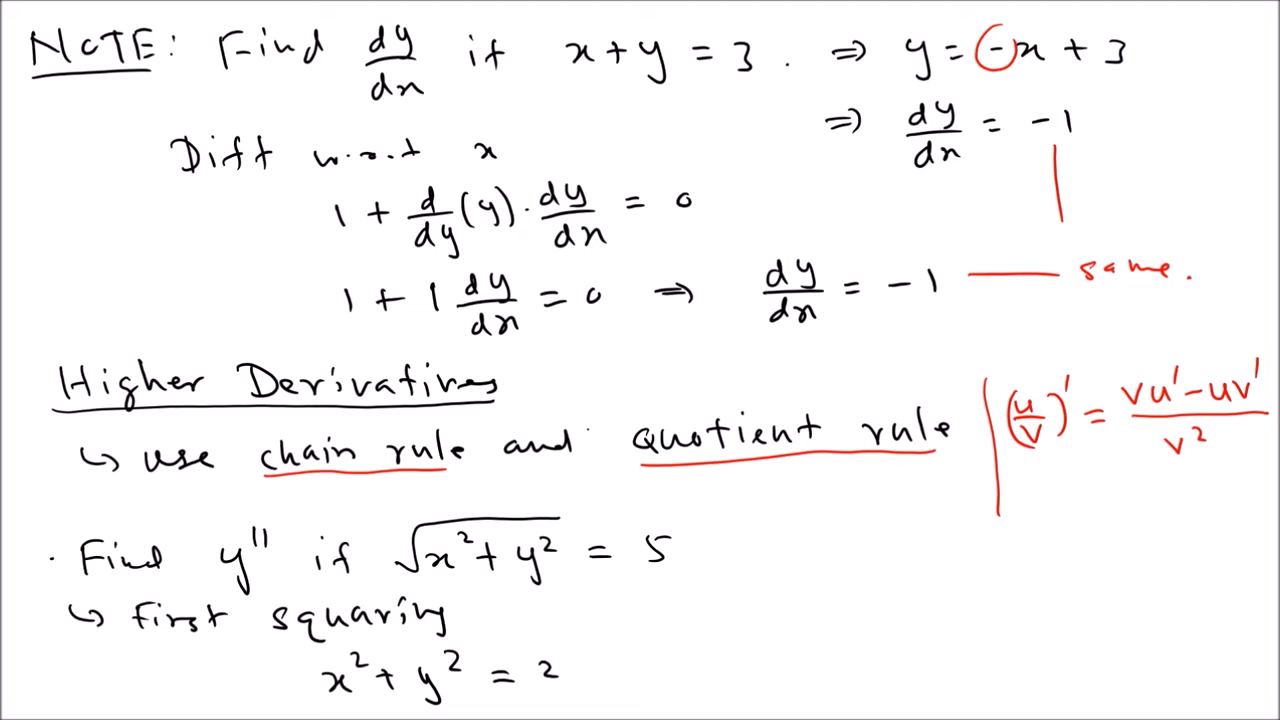 NOTE: Find dy/dx if x + y = 3. ⇒ y = -x + 3
⇒ dy/dx = -1
Diff w.r.t x
1 + d/dy (y) · dy/dx = 0
1 + 1 dy/dx = 0 ⇒ dy/dx = -1 — same.
Higher Derivatives
↳ use chain rule and quotient rule | (u/v)' = (vu' - uv')/v²
· Find y'' if √(x² + y²) = 5
↳ First squaring
x² + y² = 2